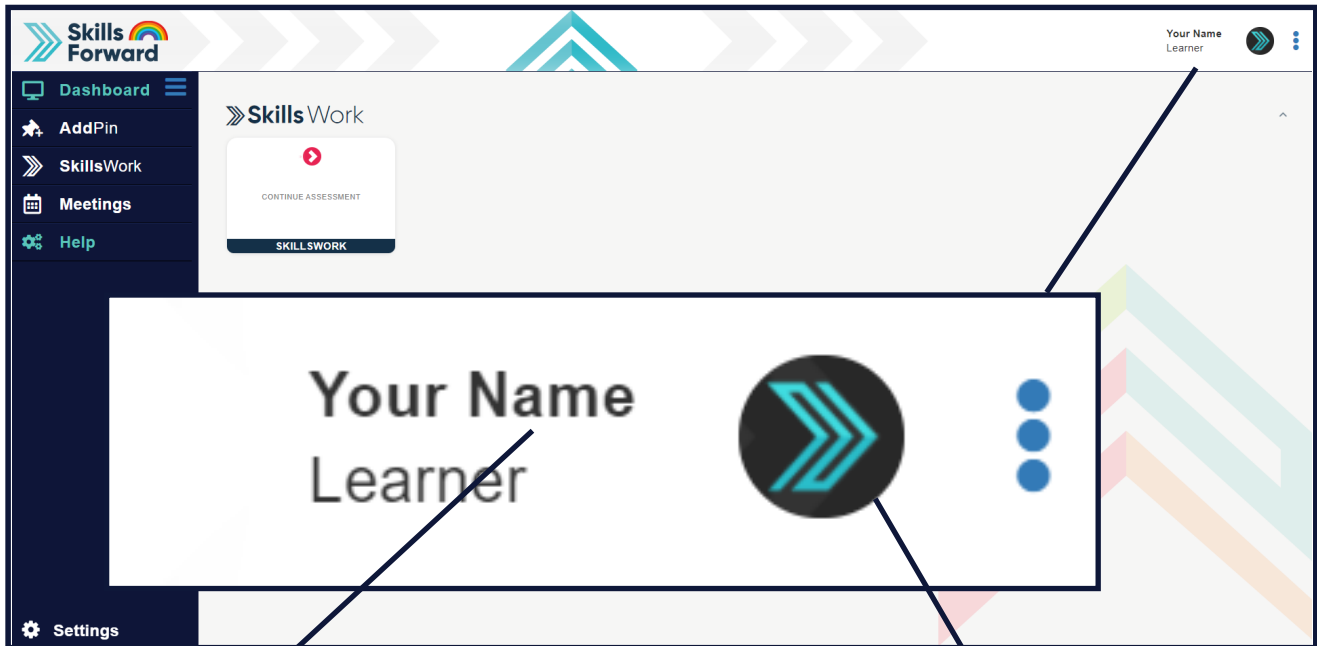 Skills
Forward
Your Name
Learner
Dashboard
AddPin
SkillsWork
Meetings
Help
Settings
Skills Work
CONTINUE ASSESSMENT
SKILLSWORK
Your Name
Learner